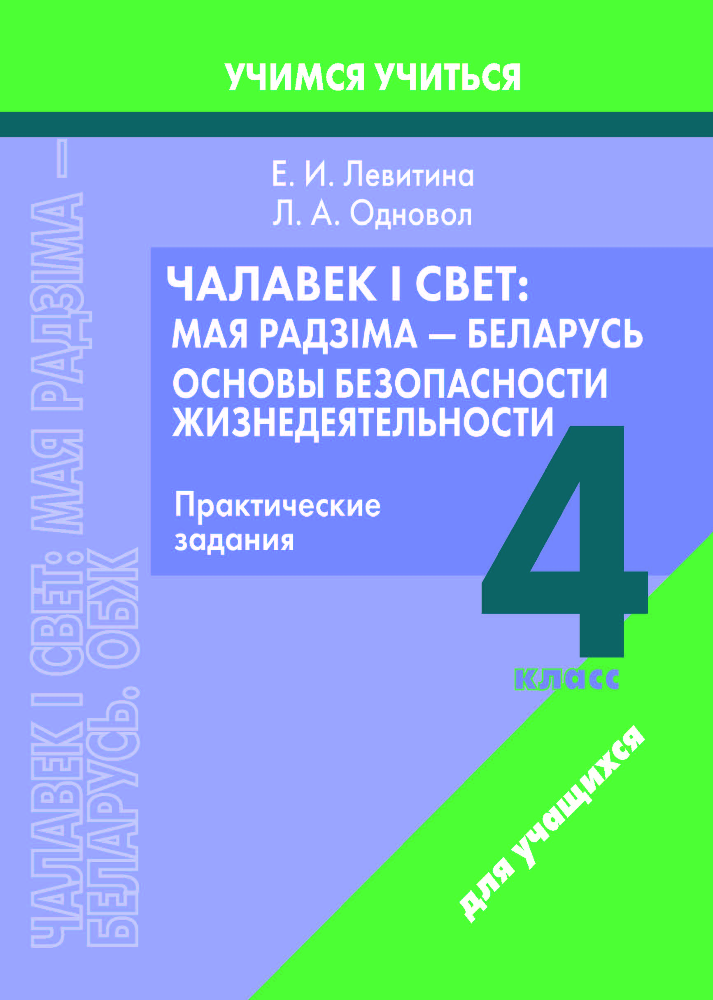 УЧИМСЯ УЧИТЬСЯ
Е. И. Левитина
Л. А. Одновол
ЧАЛАВЕК І СВЕТ:
МАЯ РАДЗІМА — БЕЛАРУСЬ
ОСНОВЫ БЕЗОПАСНОСТИ
ЖИЗНЕДЕЯТЕЛЬНОСТИ
Практические
задания
4
класс
для учащихся
ЧАЛАВЕК І СВЕТ: МАЯ РАДЗІМА —
БЕЛАРУСЬ. ОБЖ